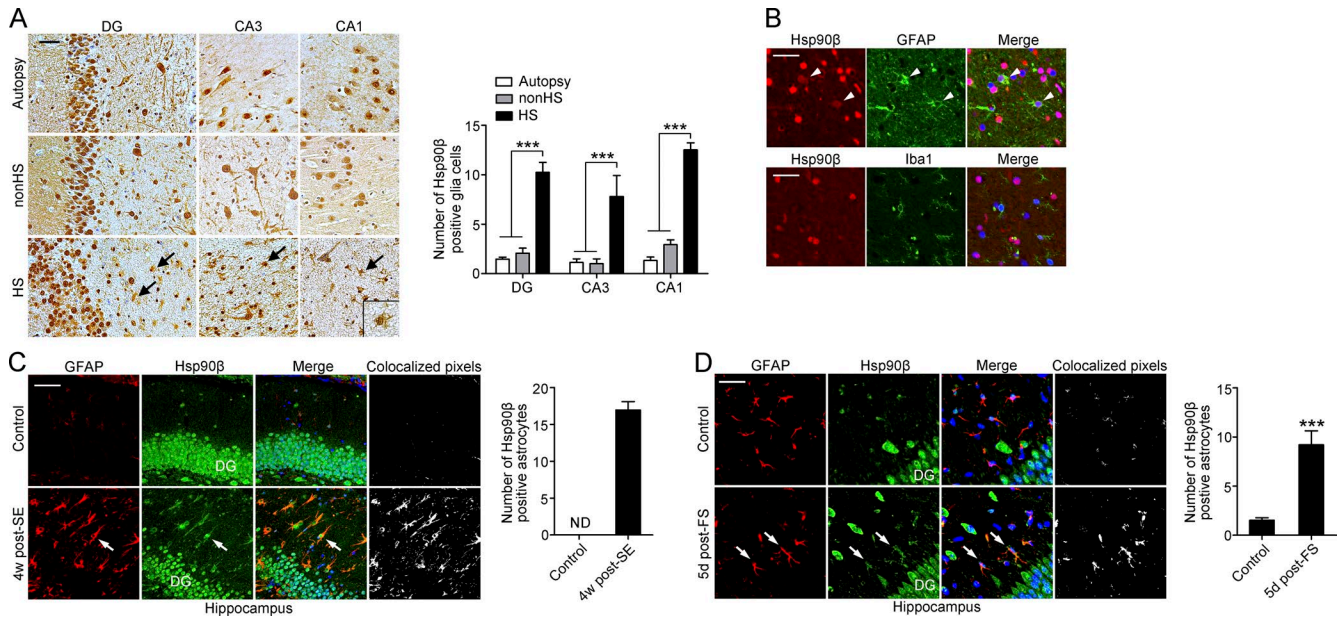 A
DG
CA3
CA1
Autopsy
nonHS
HS
Autopsy
nonHS
HS
Number of Hsp90β
positive glia cells
15
10
5
0
***
***
***
DG
CA3
CA1
B
Hsp90β
GFAP
Merge
Hsp90β
Iba1
Merge
C
GFAP
Hsp90β
Merge
Colocalized pixels
Control
4w post-SE
DG
DG
Hippocampus
Number of Hsp90β
positive astrocytes
20
15
10
5
0
ND
Control
4w post-SE
D
GFAP
Hsp90β
Merge
Colocalized pixels
Control
5d post-FS
DG
DG
Hippocampus
Number of Hsp90β
positive astrocytes
15
10
5
0
***
Control
5d post-FS